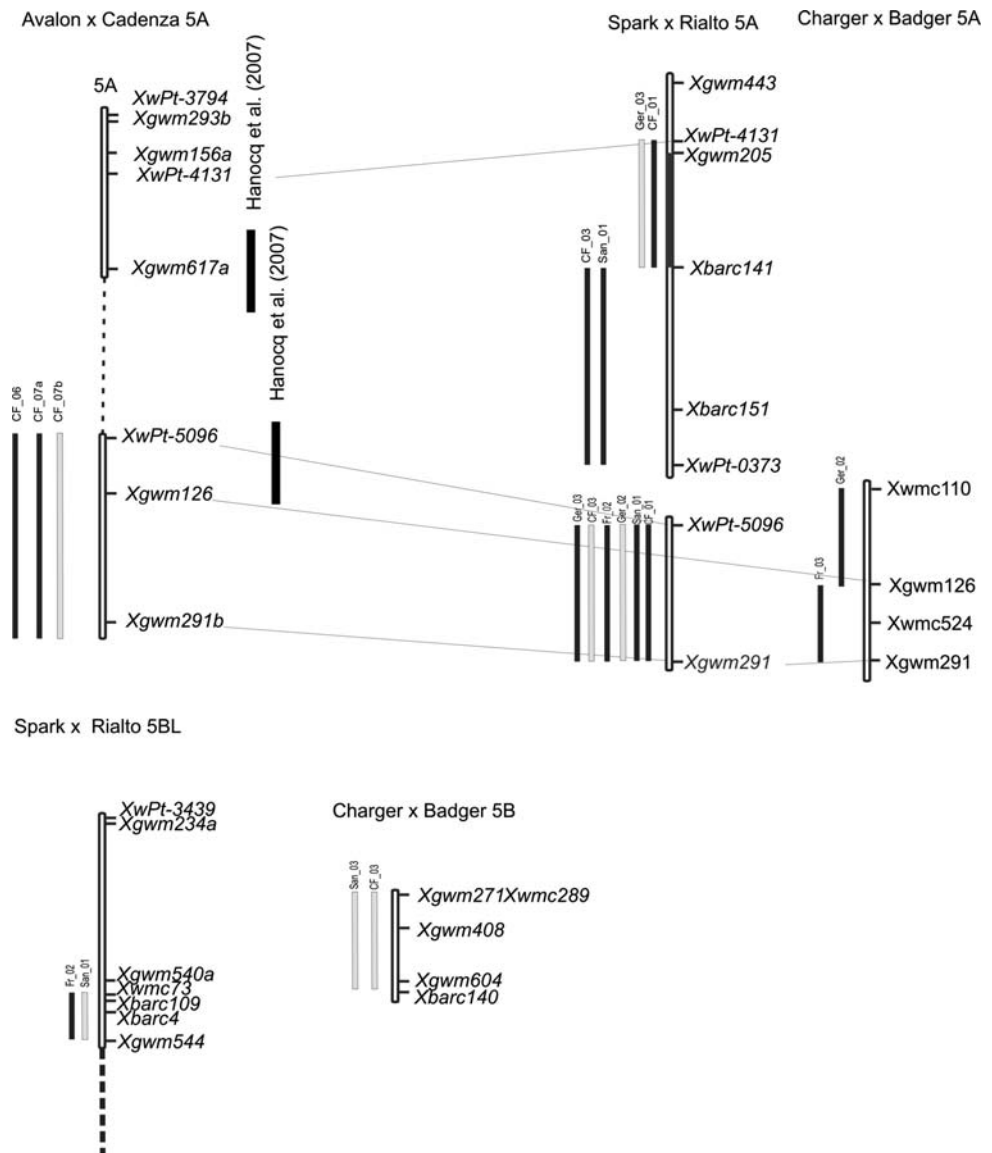 Avalon x Cadenza 5A
Spark x Rialto 5A
Charger x Badger 5A
5A
XwPt-3794
Xgwm293b
Xgwm156a
XwPt-4131
Xgwm617a
Hanocq et al. (2007)
Hanocq et al. (2007)
CF_06
CF_07a
CF_07b
XwPt-5096
Xgwm126
Xgwm291b
Ger_03
CF_01
CF_03
San_01
Xgwm443
XwPt-4131
Xgwm205
Xbarc141
Xbarc151
XwPt-0373
Ger_03
CF_03
Fr_02
Ger_02
San_01
CF_01
XwPt-5096
Xgwm291
Ger_02
Fr_03
Xwmc110
Xgwm126
Xwmc524
Xgwm291
Spark x Rialto 5BL
XwPt-3439
Xgwm234a
Fr_02
San_01
Xgwm540a
Xwmc73
Xbarc109
Xbarc4
Xgwm544
Charger x Badger 5B
San_03
CF_03
Xgwm271Xwmc289
Xgwm408
Xgwm604
Xbarc140